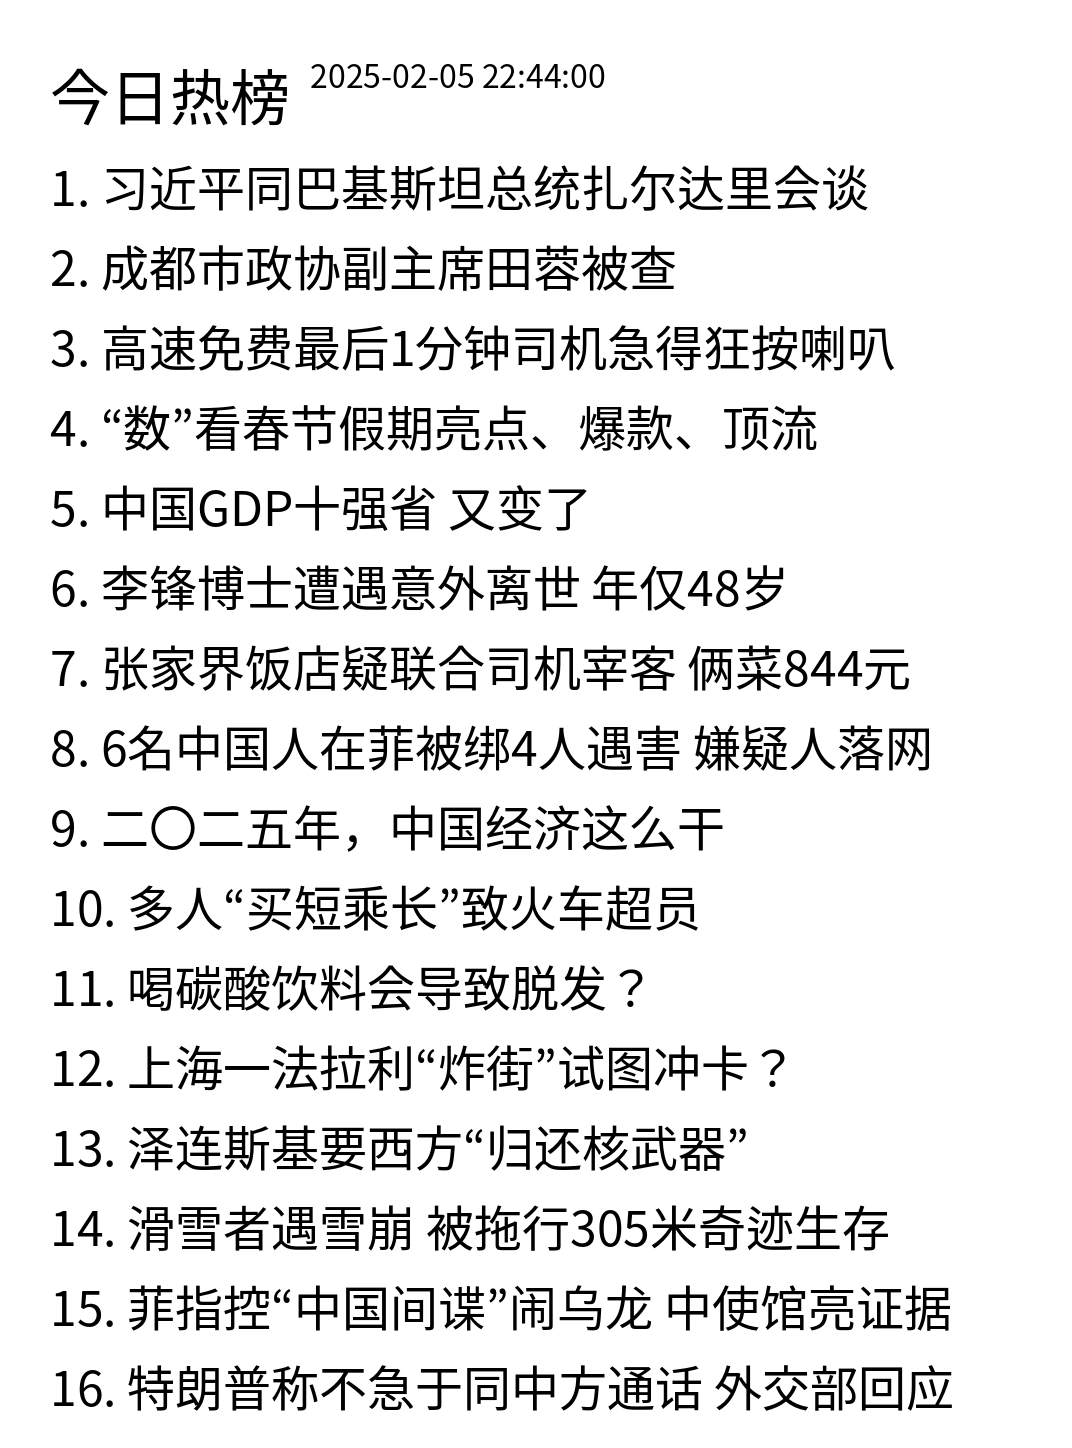 今日热榜 2025-02-05 22:44:00
1. 习近平同巴基斯坦总统扎尔达里会谈
2. 成都市政协副主席田蓉被查
3. 高速免费最后1分钟司机急得狂按喇叭
4. “数”看春节假期亮点、爆款、顶流
5. 中国GDP十强省 又变了
6. 李锋博士遭遇意外离世 年仅48岁
7. 张家界饭店疑联合司机宰客 俩菜844元
8. 6名中国人在菲被绑4人遇害 嫌疑人落网
9. 二〇二五年，中国经济这么干
10. 多人“买短乘长”致火车超员
11. 喝碳酸饮料会导致脱发？
12. 上海一法拉利“炸街”试图冲卡？
13. 泽连斯基要西方“归还核武器”
14. 滑雪者遇雪崩 被拖行305米奇迹生存
15. 菲指控“中国间谍”闹乌龙 中使馆亮证据
16. 特朗普称不急于同中方通话 外交部回应